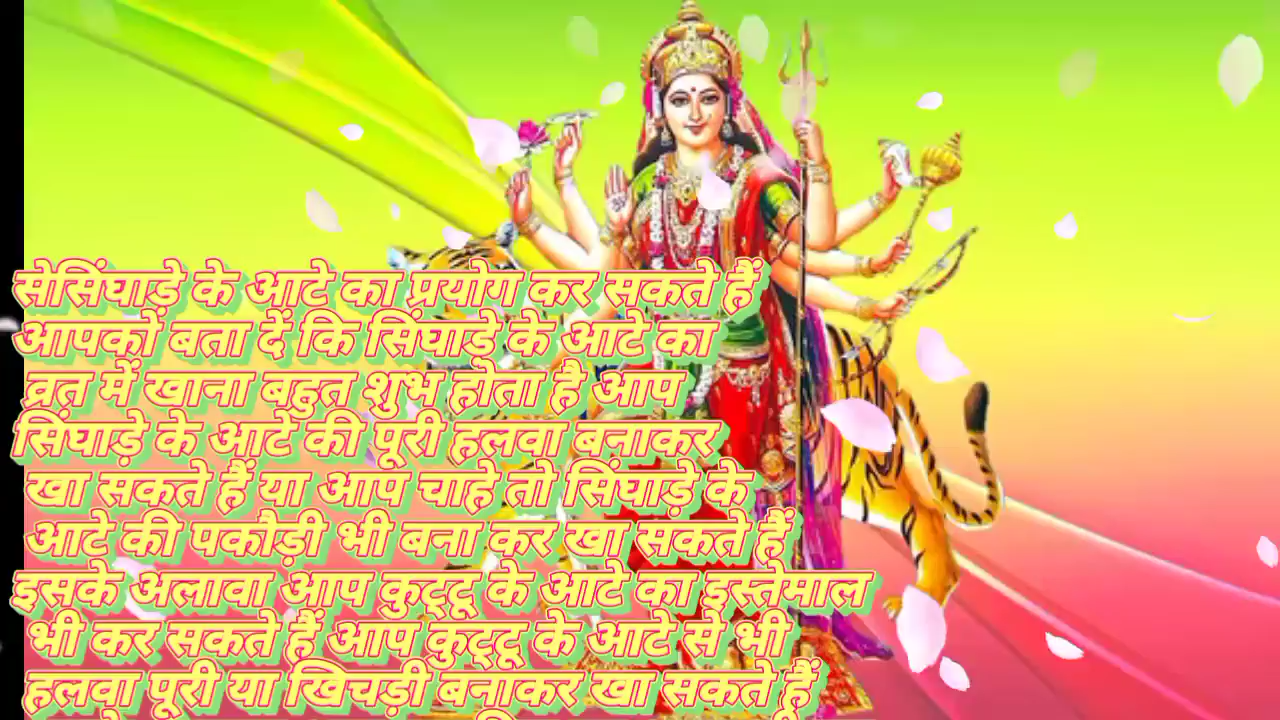 सेसिंघाड़े के आटे का प्रयोग कर सकते हैं
आपकों बता दें कि सिंघाड़े के आटे का
व्रत में खाना बहुत शुभ होता है आप
सिंघाड़े के आटे की पूरी हलवा बनाकर
खा सकते हैं या आप चाहे तो सिंघाड़े के
आटे की पकौड़ी भी बना कर खा सकते हैं
इसके अलावा आप कुट्टू के आटे का इस्तेमाल
भी कर सकते हैं आप कुट्टू के आटे से भी
हलवा पूरी या खिचड़ी बनाकर खा सकते हैं